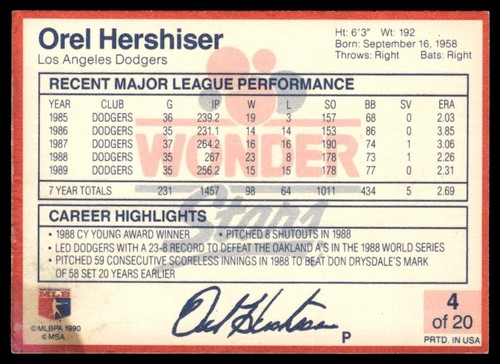 Orel Hershiser
Los Angeles Dodgers
Ht: 6'3" Wt: 192
Born: September 16, 1958
Throws: Right Bats: Right
RECENT MAJOR LEAGUE PERFORMANCE
YEAR CLUB G IP W L SO BB SV ERA
1985 DODGERS 36 239.2 19 3 157 68 0 2.03
1986 DODGERS 35 231.1 14 14 153 86 0 3.85
1987 DODGERS 37 264.2 16 16 190 74 1 3.06
1988 DODGERS 35 267 23 8 178 73 1 2.26
1989 DODGERS 35 256.2 15 15 178 77 0 2.31
7 YEAR TOTALS 231 1457 98 64 1011 434 5 2.69
WONDER
Stars
CAREER HIGHLIGHTS
• 1988 CY YOUNG AWARD WINNER • PITCHED 8 SHUTOUTS IN 1988
• LED DODGERS WITH A 23-8 RECORD TO DEFEAT THE OAKLAND A'S IN THE 1988 WORLD SERIES
• PITCHED 59 CONSECUTIVE SCORELESS INNINGS IN 1988 TO BEAT DON DRYSDALE'S MARK
OF 58 SET 20 YEARS EARLIER
MLB
©MLBPA 1990
©MSA
Orel Hershiser
P
4
of 20
PRTD. IN USA